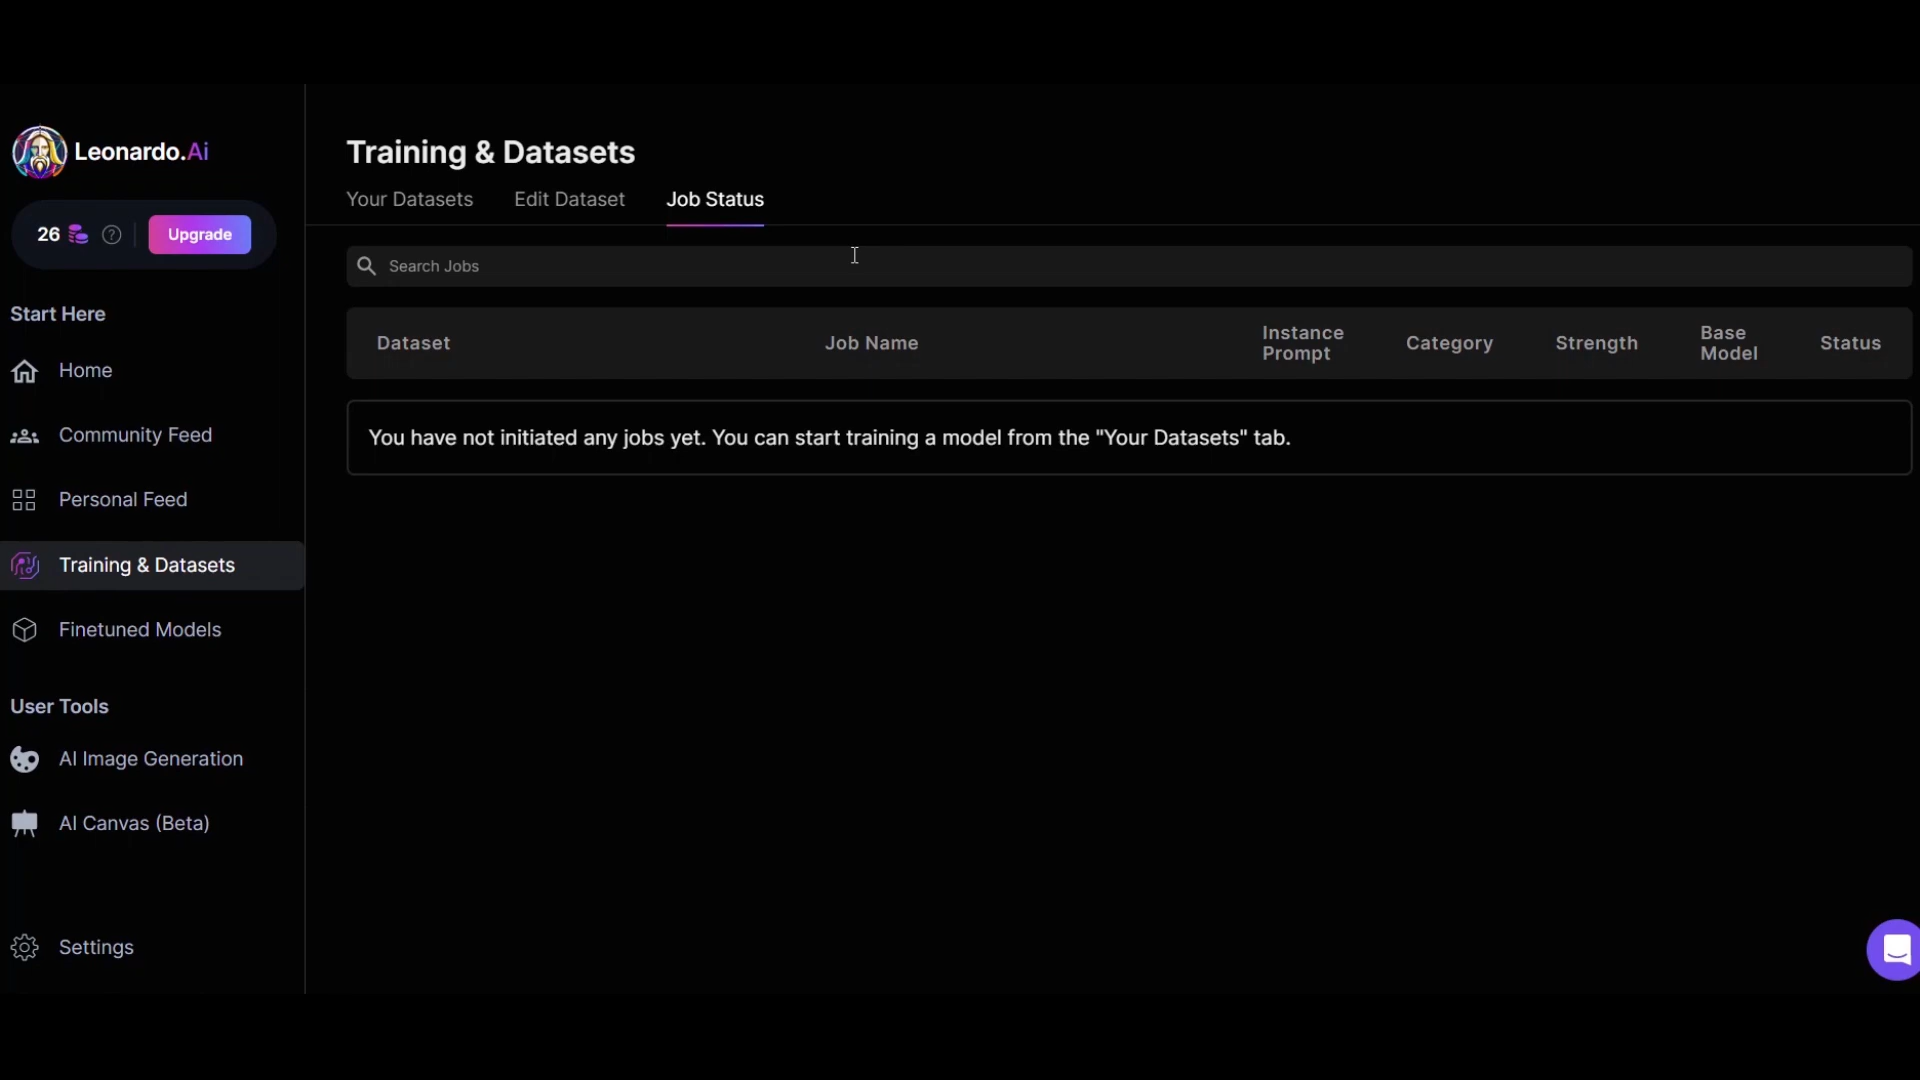 Leonardo.Ai
26
?
Upgrade
Start Here
Home
Community Feed
Personal Feed
Training & Datasets
Finetuned Models
User Tools
AI Image Generation
AI Canvas (Beta)
Settings
Training & Datasets
Your Datasets Edit Dataset Job Status
Search Jobs
Dataset Job Name Instance Prompt Category Strength Base Model Status
You have not initiated any jobs yet. You can start training a model from the "Your Datasets" tab.